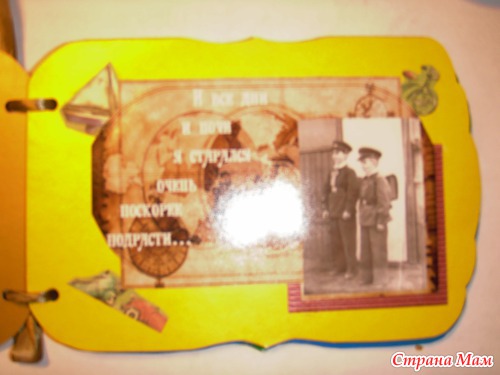 И все дни
и ночи
я старался
очень
поскорее
подрасти...
Страна Мам